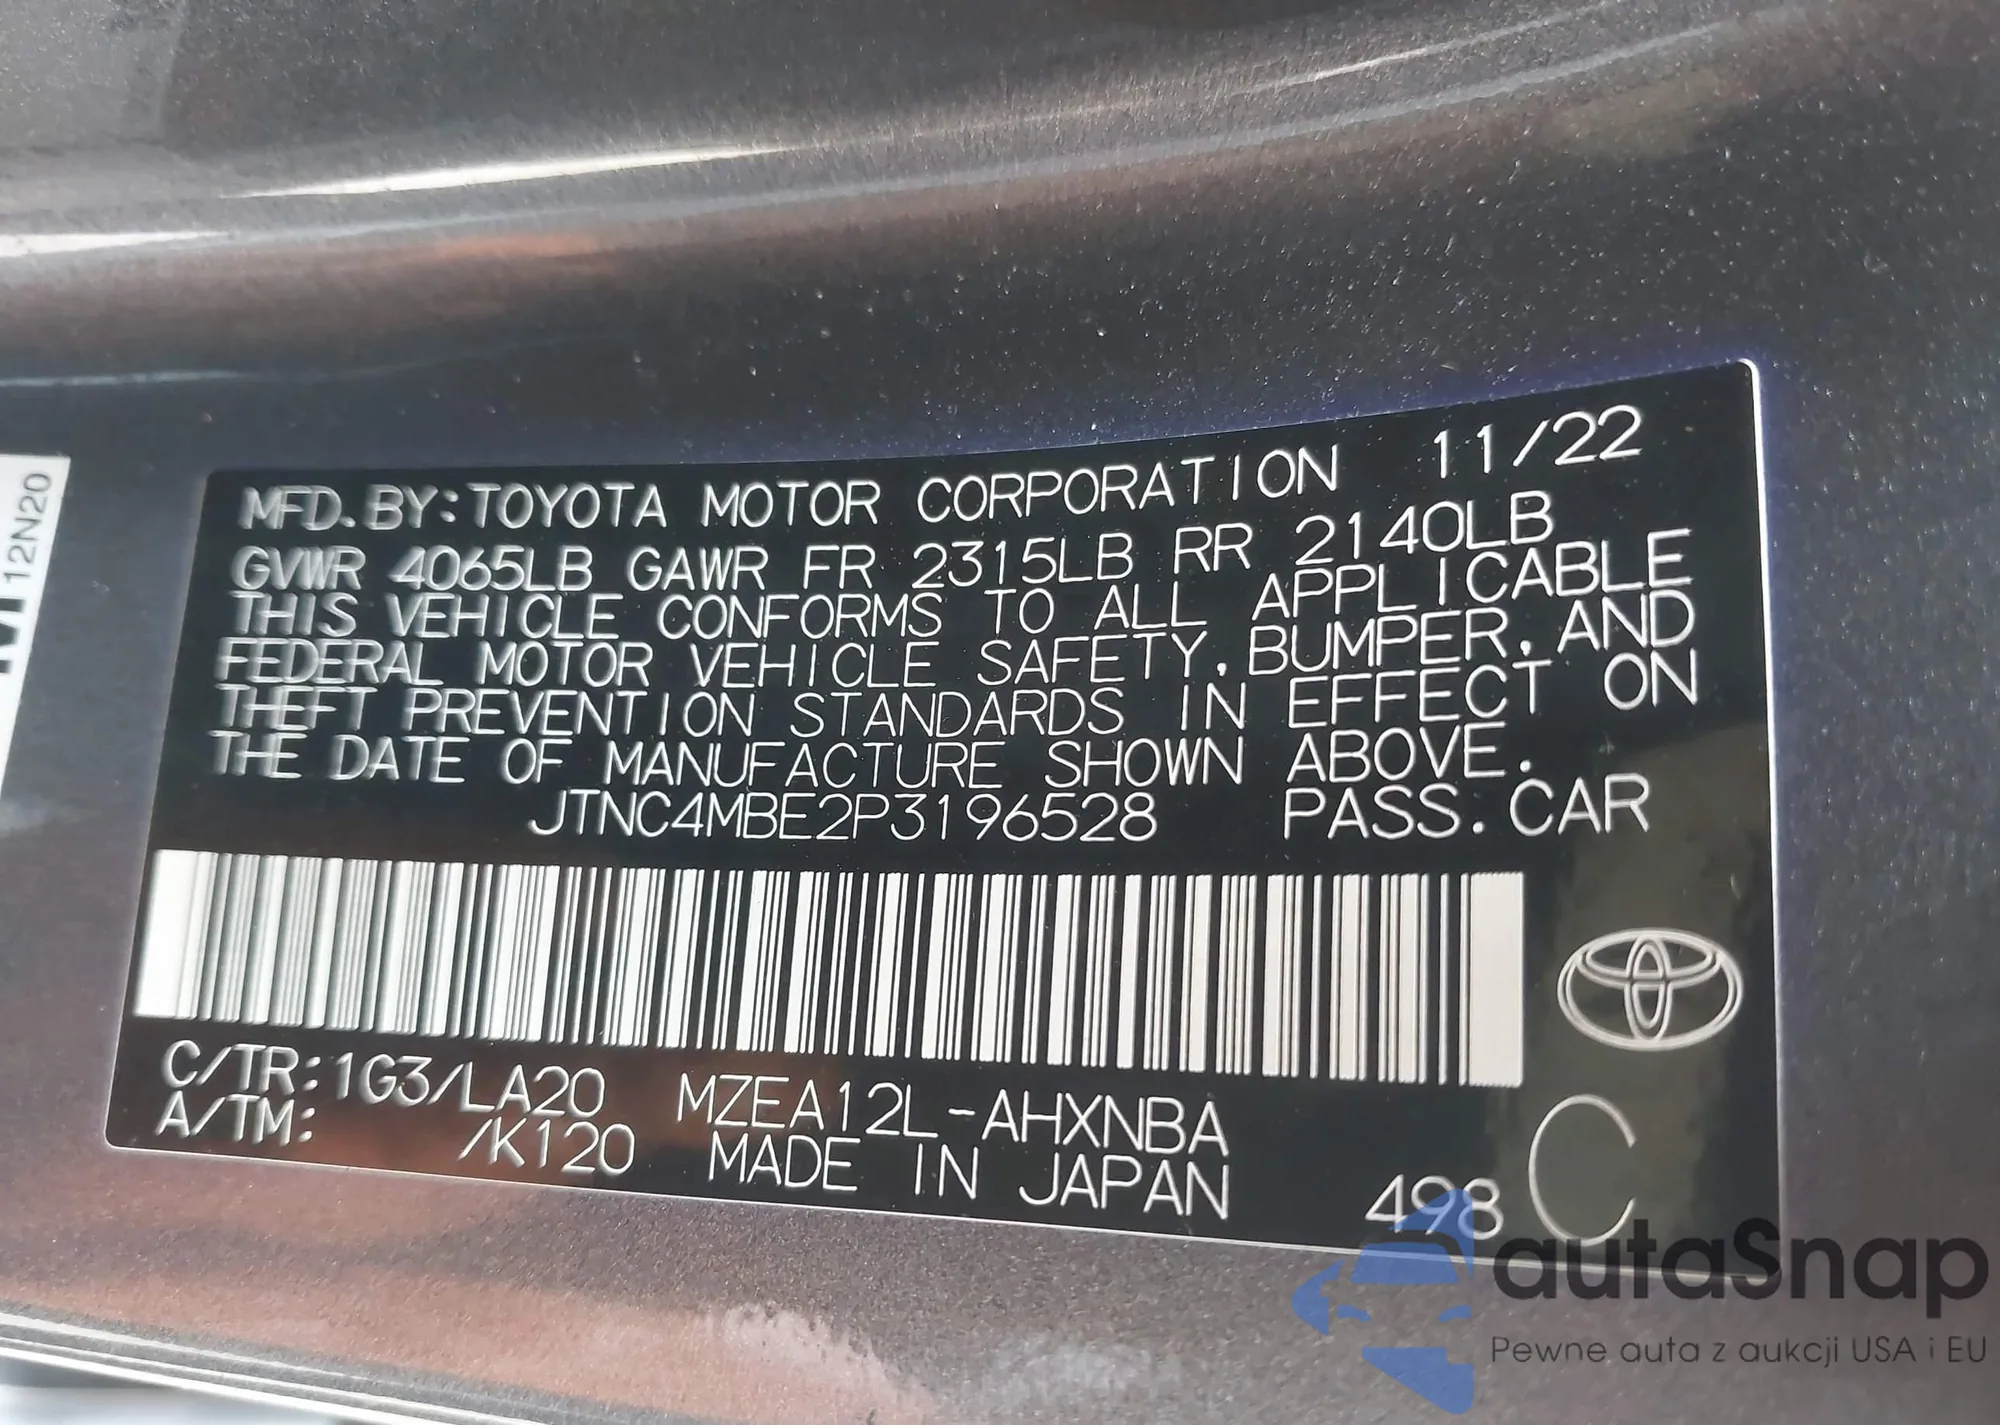 MFD.BY:TOYOTA MOTOR CORPORATION 11/22
GVWR 4065LB GAWR FR 2315LB RR 2140LB
THIS VEHICLE CONFORMS TO ALL APPLICABLE
FEDERAL MOTOR VEHICLE SAFETY,BUMPER,AND
THEFT PREVENTION STANDARDS IN EFFECT ON
THE DATE OF MANUFACTURE SHOWN ABOVE.
JTNC4MBE2P3196528 PASS.CAR
C/TR:1G3/LA20 MZEA12L-AHXNBA
A/TM: /K120 MADE IN JAPAN
498 C
12N20
autaSnap
Pewne auta z aukcji USA i EU